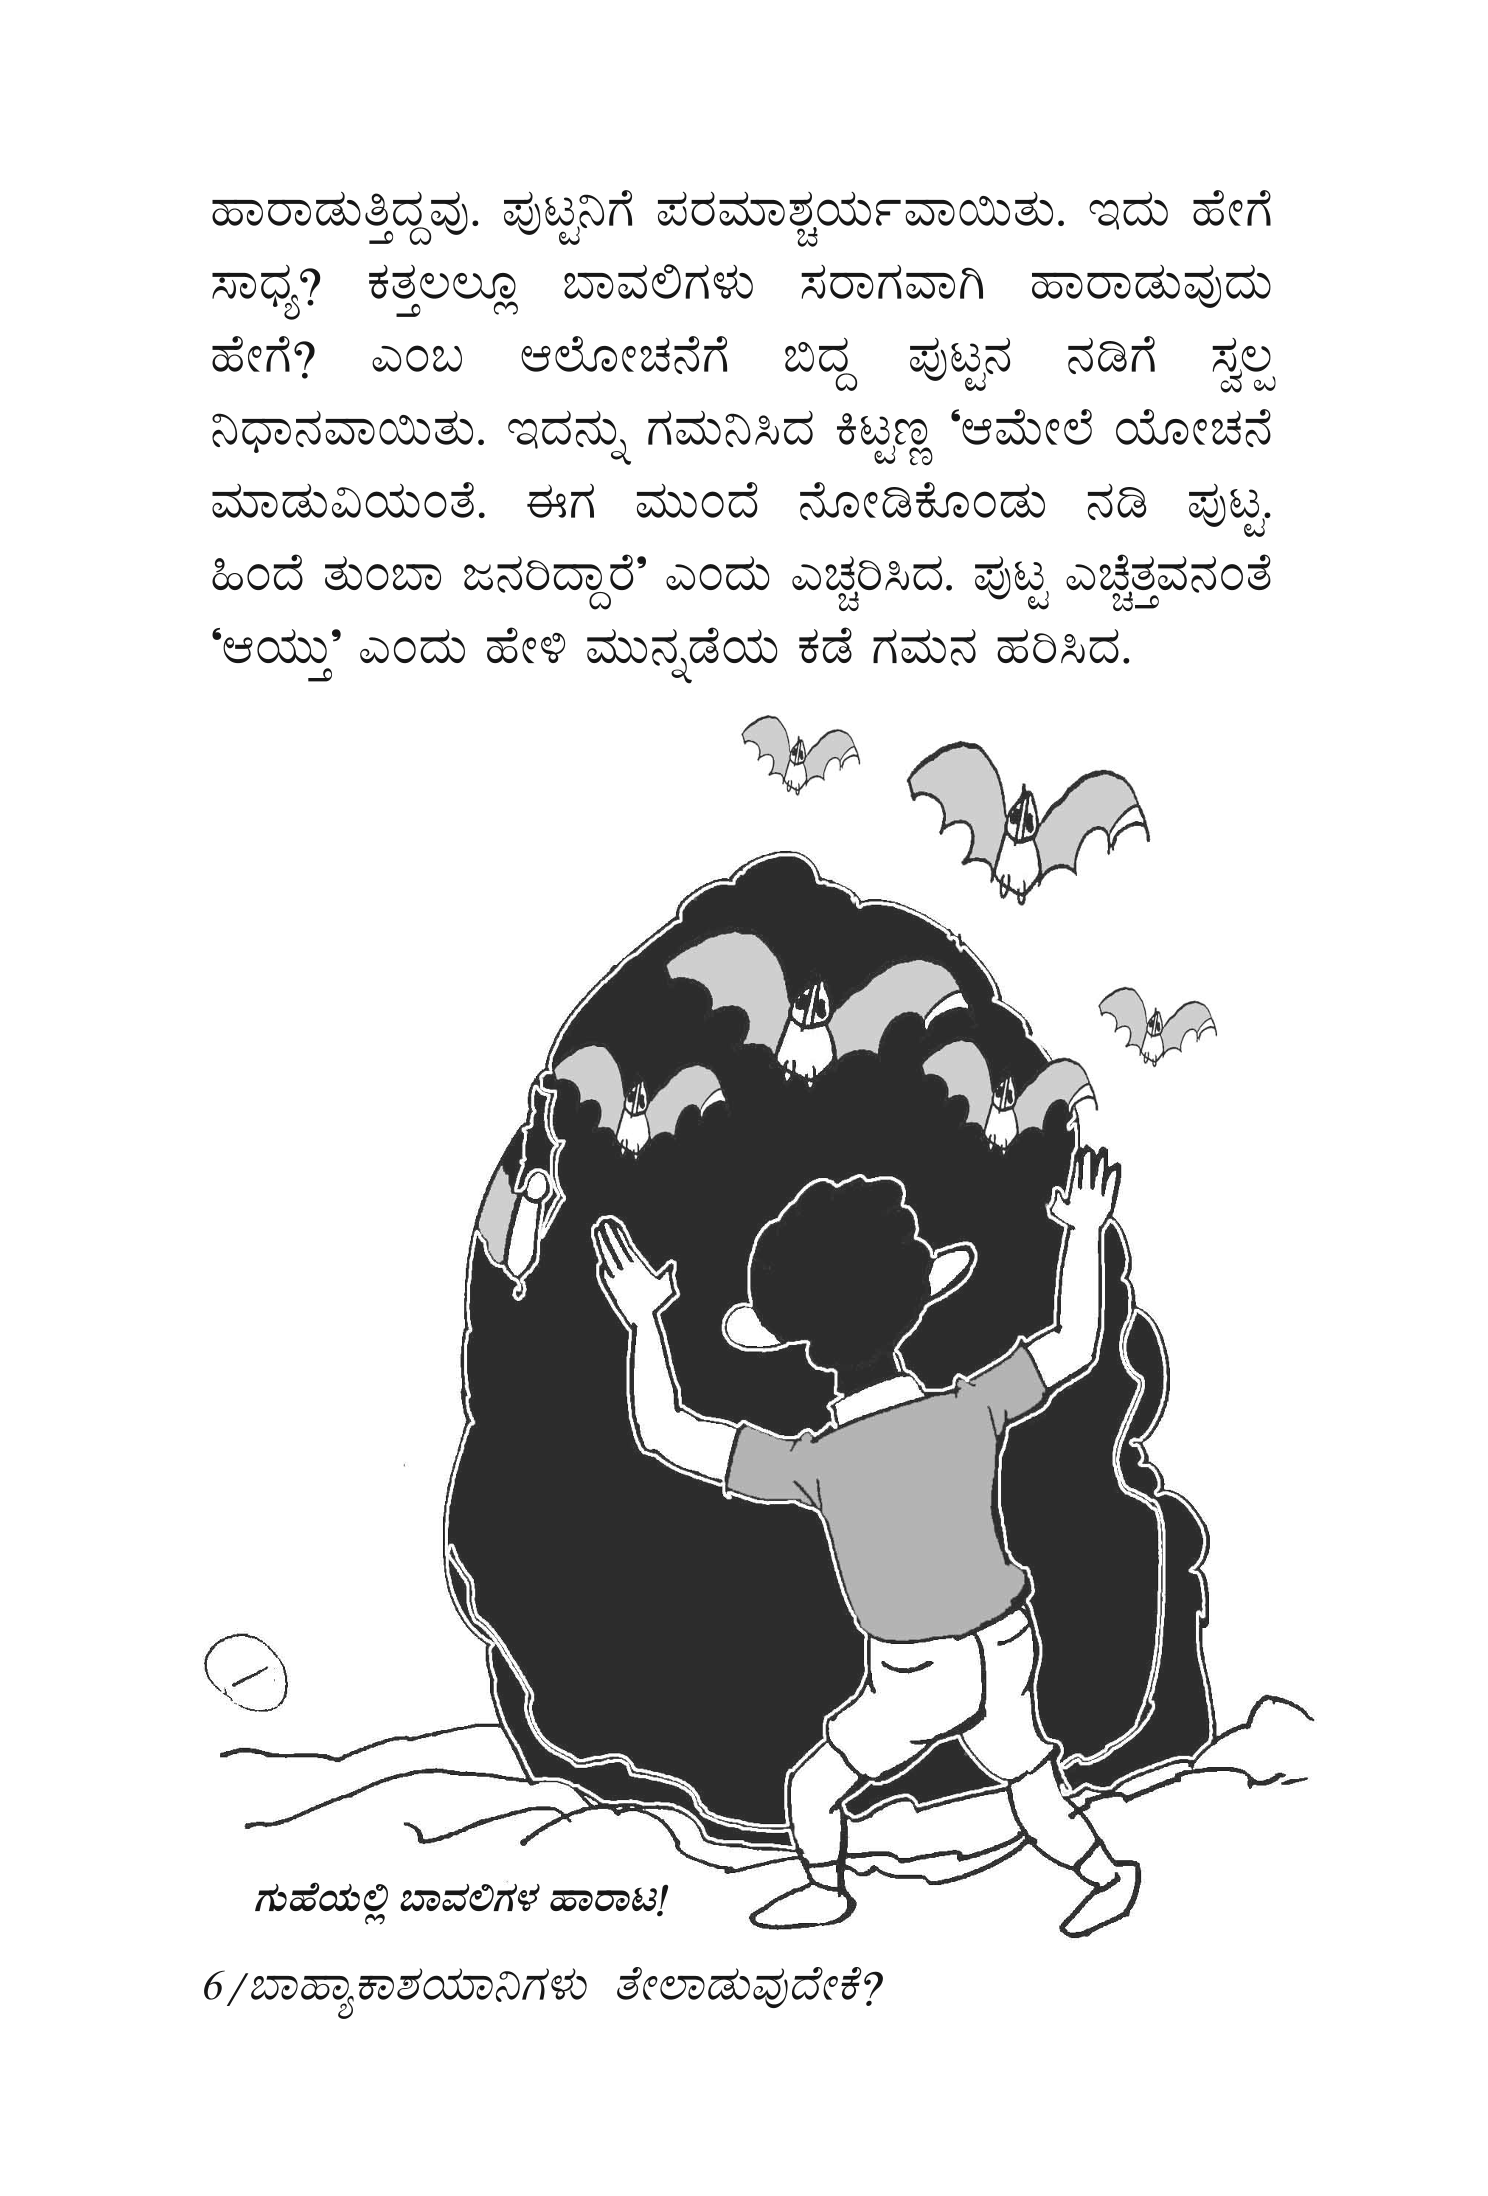 ಹಾರಾಡುತ್ತಿದ್ದವು. ಪುಟ್ಟನಿಗೆ ಪರಮಾಶ್ಚರ್ಯವಾಯಿತು. ಇದು ಹೇಗೆ
ಸಾಧ್ಯ? ಕತ್ತಲಲ್ಲೂ ಬಾವಲಿಗಳು ಸರಾಗವಾಗಿ ಹಾರಾಡುವುದು
ಹೇಗೆ? ಎಂಬ ಆಲೋಚನೆಗೆ ಬಿದ್ದ ಪುಟ್ಟನ ನಡಿಗೆ ಸ್ವಲ್ಪ
ನಿಧಾನವಾಯಿತು. ಇದನ್ನು ಗಮನಿಸಿದ ಕಿಟ್ಟಣ್ಣ ‘ಆಮೇಲೆ ಯೋಚನೆ
ಮಾಡುವಿಯಂತೆ. ಈಗ ಮುಂದೆ ನೋಡಿಕೊಂಡು ನಡಿ ಪುಟ್ಟ.
ಹಿಂದೆ ತುಂಬಾ ಜನರಿದ್ದಾರೆ’ ಎಂದು ಎಚ್ಚರಿಸಿದ. ಪುಟ್ಟ ಎಚ್ಚೆತ್ತವನಂತೆ
‘ಆಯ್ತು’ ಎಂದು ಹೇಳಿ ಮುನ್ನಡೆಯ ಕಡೆ ಗಮನ ಹರಿಸಿದ.
ಗುಹೆಯಲ್ಲಿ ಬಾವಲಿಗಳ ಹಾರಾಟ!
6/ಬಾಹ್ಯಾಕಾಶಯಾನಿಗಳು ತೇಲಾಡುವುದೇಕೆ?